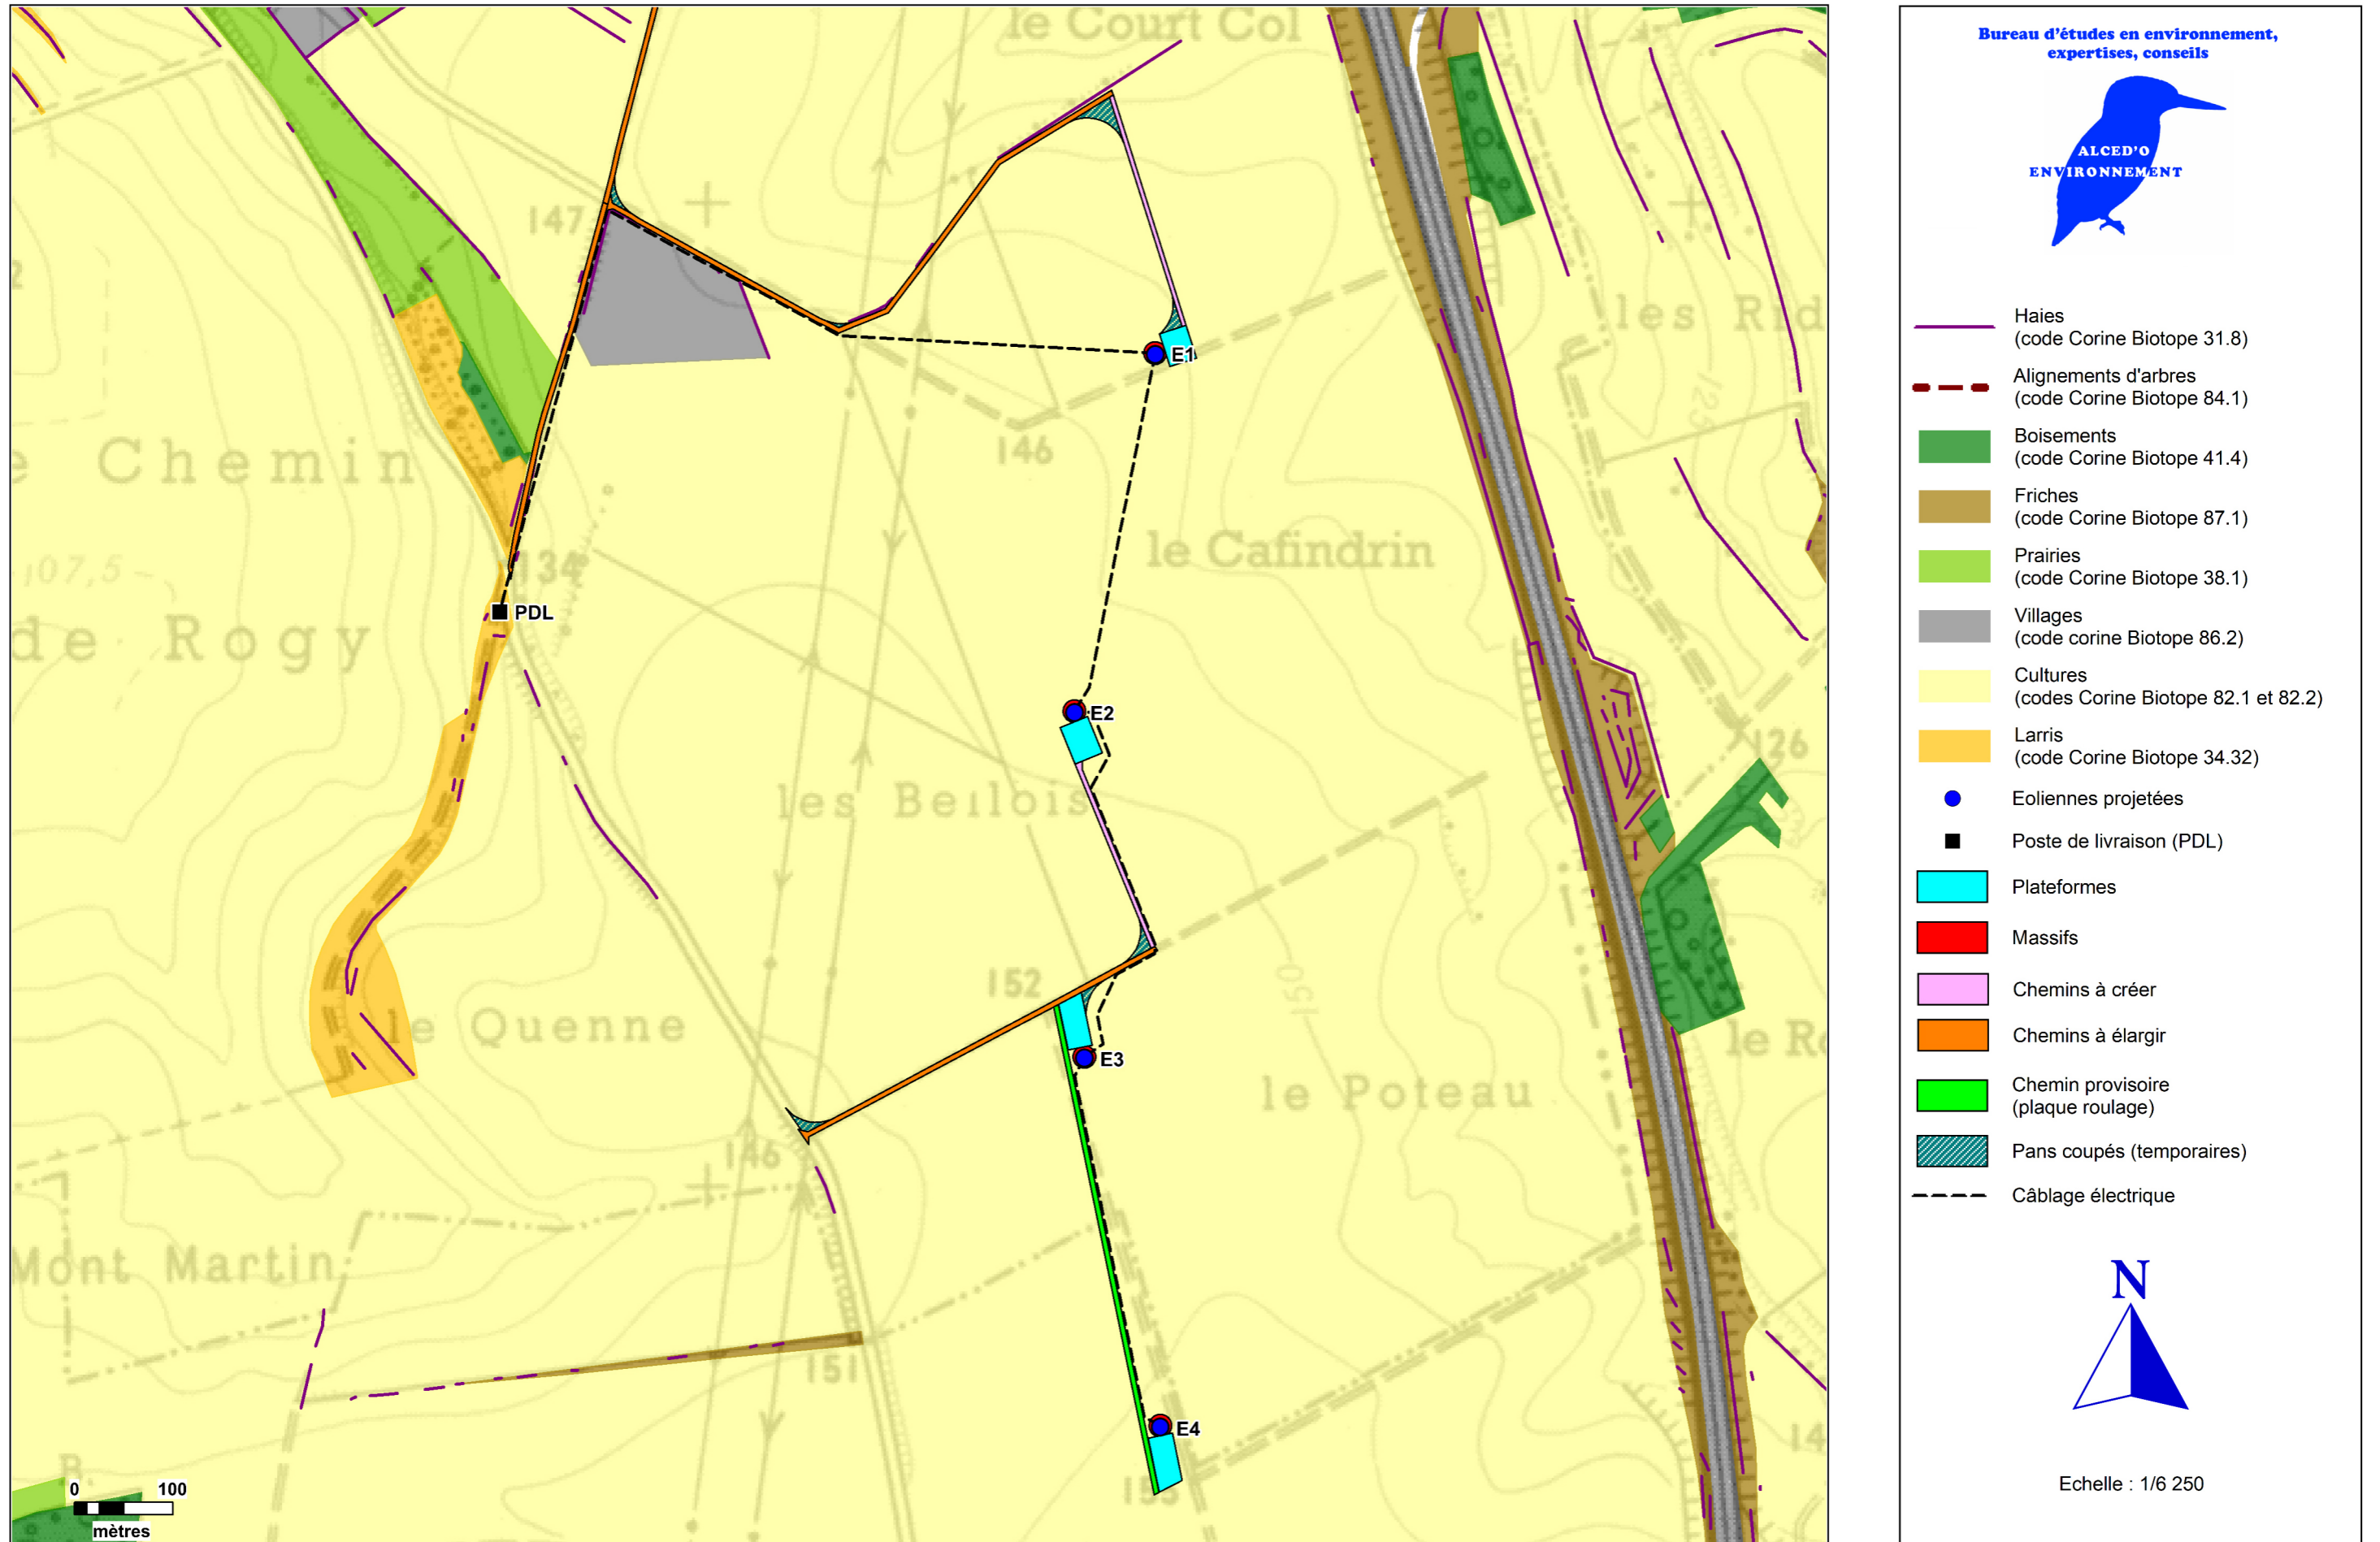 le Court Col
147
E1
les Rid
125
146
Chemin
le Cafindrin
134
107,5
PDL
de Rogy
E2
126
les Beilois
152
150
le Quenne
E3
le Poteau
146
Mont Martin
151
E4
155
14
B.
0 100
mètres
Bureau d'études en environnement,
expertises, conseils
ALCED'O
ENVIRONNEMENT
Haies
(code Corine Biotope 31.8)
Alignements d'arbres
(code Corine Biotope 84.1)
Boisements
(code Corine Biotope 41.4)
Friches
(code Corine Biotope 87.1)
Prairies
(code Corine Biotope 38.1)
Villages
(code corine Biotope 86.2)
Cultures
(codes Corine Biotope 82.1 et 82.2)
Larris
(code Corine Biotope 34.32)
Eoliennes projetées
Poste de livraison (PDL)
Plateformes
Massifs
Chemins à créer
Chemins à élargir
Chemin provisoire
(plaque roulage)
Pans coupés (temporaires)
Câblage électrique
N
Echelle : 1/6 250